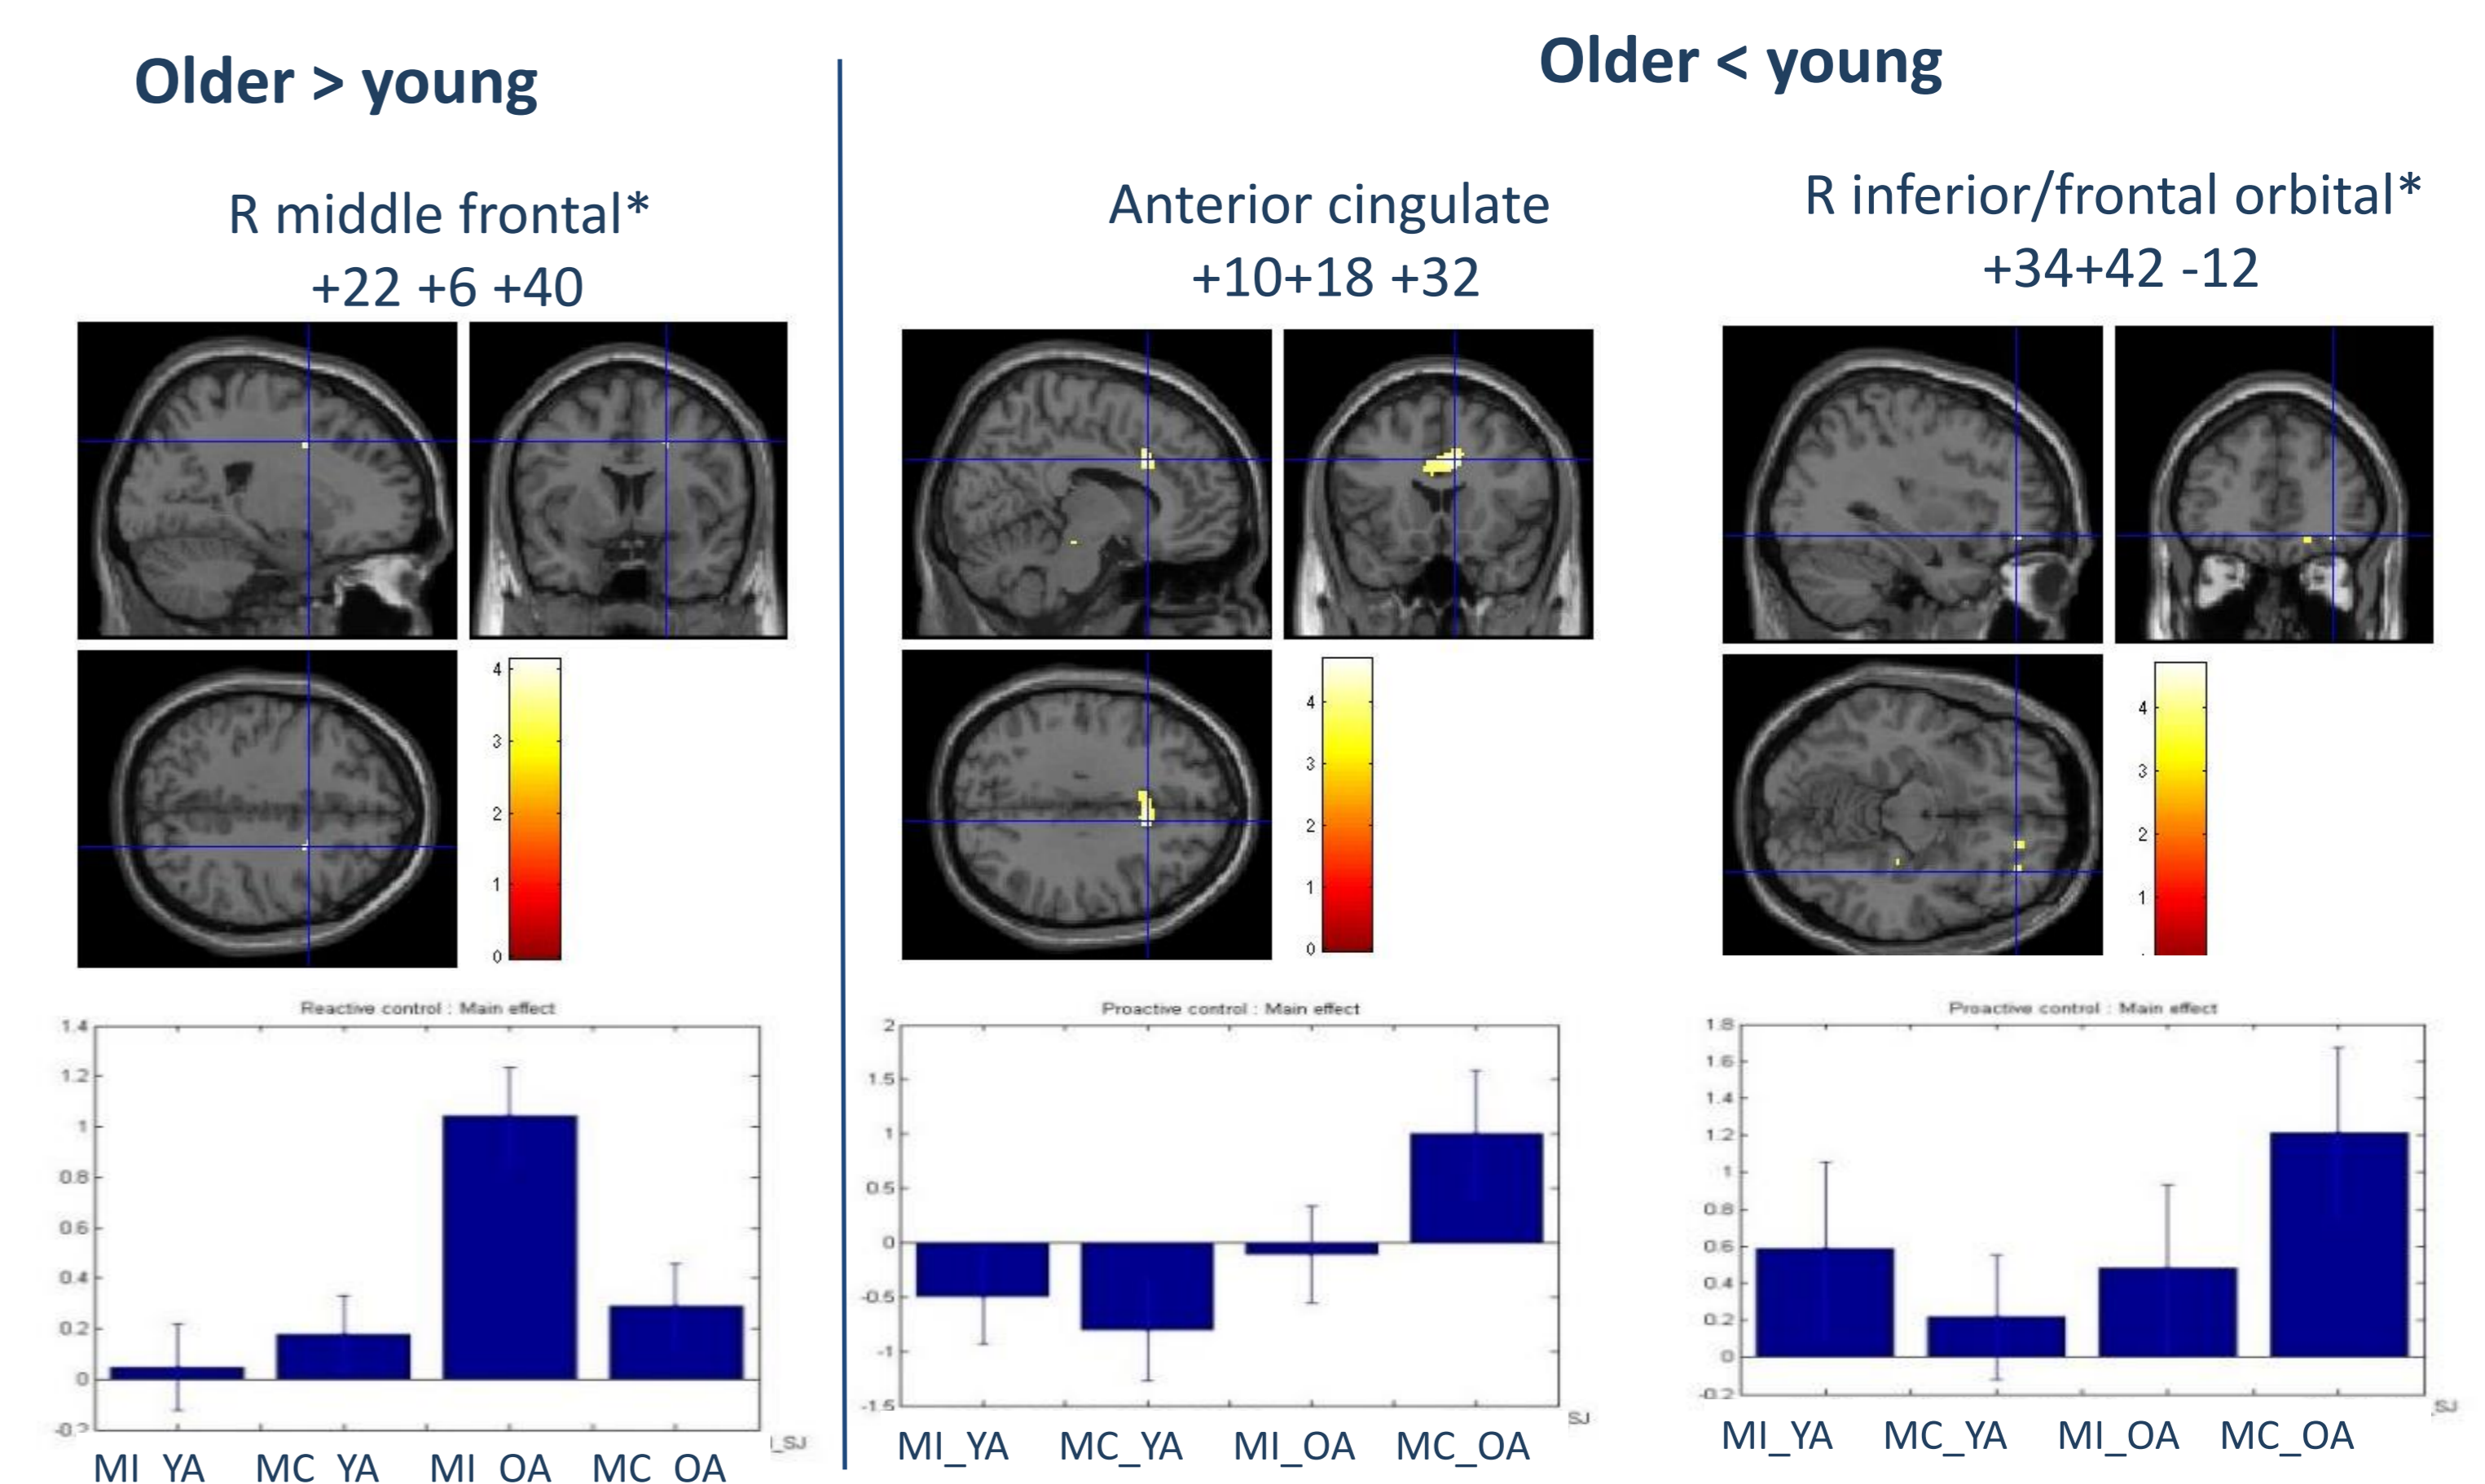 Older > young
R middle frontal*
+22 +6 +40
4
3
2
1
0
Reactive control : Main effect
1.4
1.2
1
0.8
0.6
0.4
0.2
0
-0.2
I_SJ
MI_YA MC_YA MI_OA MC_OA
Older < young
Anterior cingulate
+10+18 +32
4
3
2
1
0
Proactive control : Main effect
2
1.5
1
0.5
0
-0.5
-1
-1.5
SJ
MI_YA MC_YA MI_OA MC_OA
R inferior/frontal orbital*
+34+42 -12
4
3
2
1
Proactive control : Main effect
1.8
1.6
1.4
1.2
1
0.8
0.6
0.4
0.2
0
-0.2
_SJ
MI_YA MC_YA MI_OA MC_OA